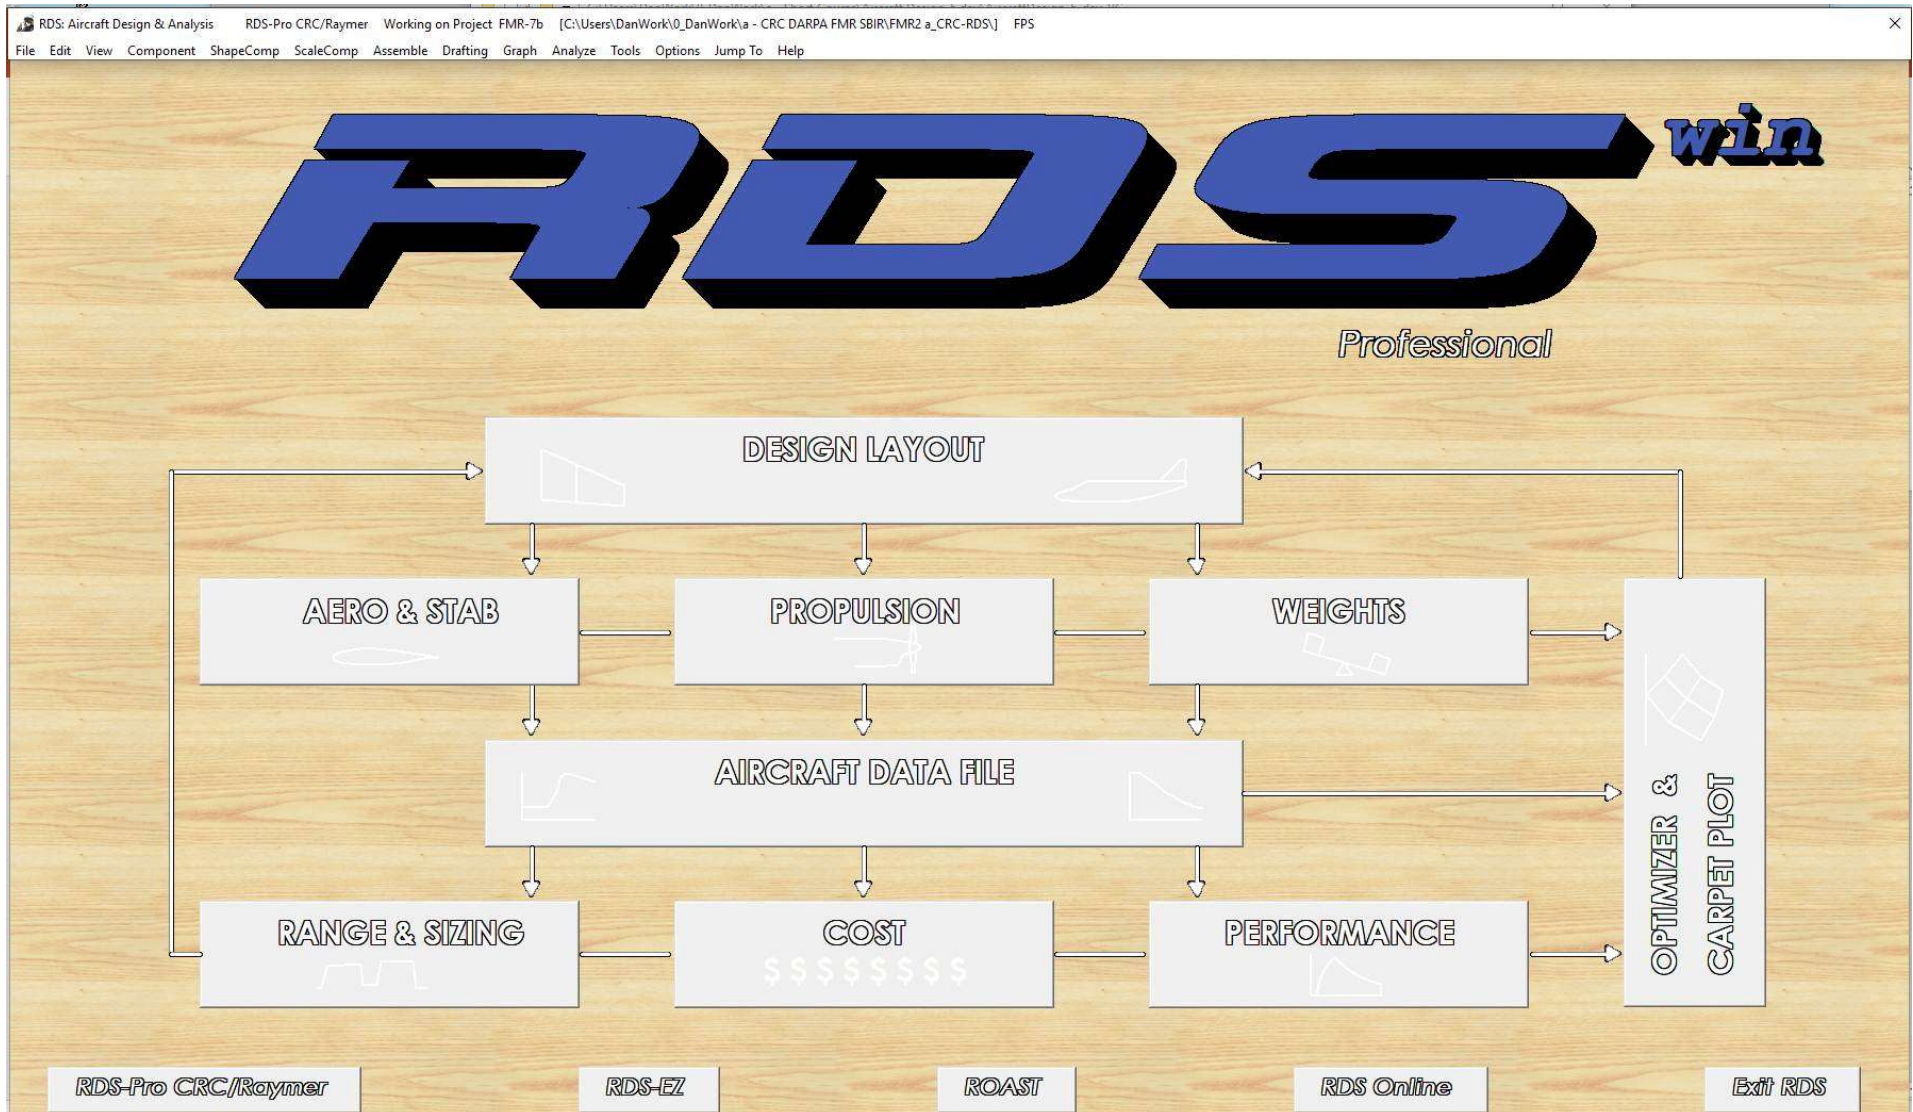 RDS: Aircraft Design & Analysis RDS-Pro CRC/Raymer Working on Project FMR-7b [C:\Users\DanWork\0_DanWork\a - CRC DARPA FMR SBIR\FMR2 a_CRC-RDS\] FPS
File Edit View Component ShapeComp ScaleComp Assemble Drafting Graph Analyze Tools Options Jump To Help
RDS win
Professional
DESIGN LAYOUT
AERO & STAB
PROPULSION
WEIGHTS
AIRCRAFT DATA FILE
OPTIMIZER &
CARPET PLOT
RANGE & SIZING
COST
$ $ $ $ $ $ $ $
PERFORMANCE
RDS-Pro CRC/Raymer
RDS-EZ
ROAST
RDS Online
Exit RDS